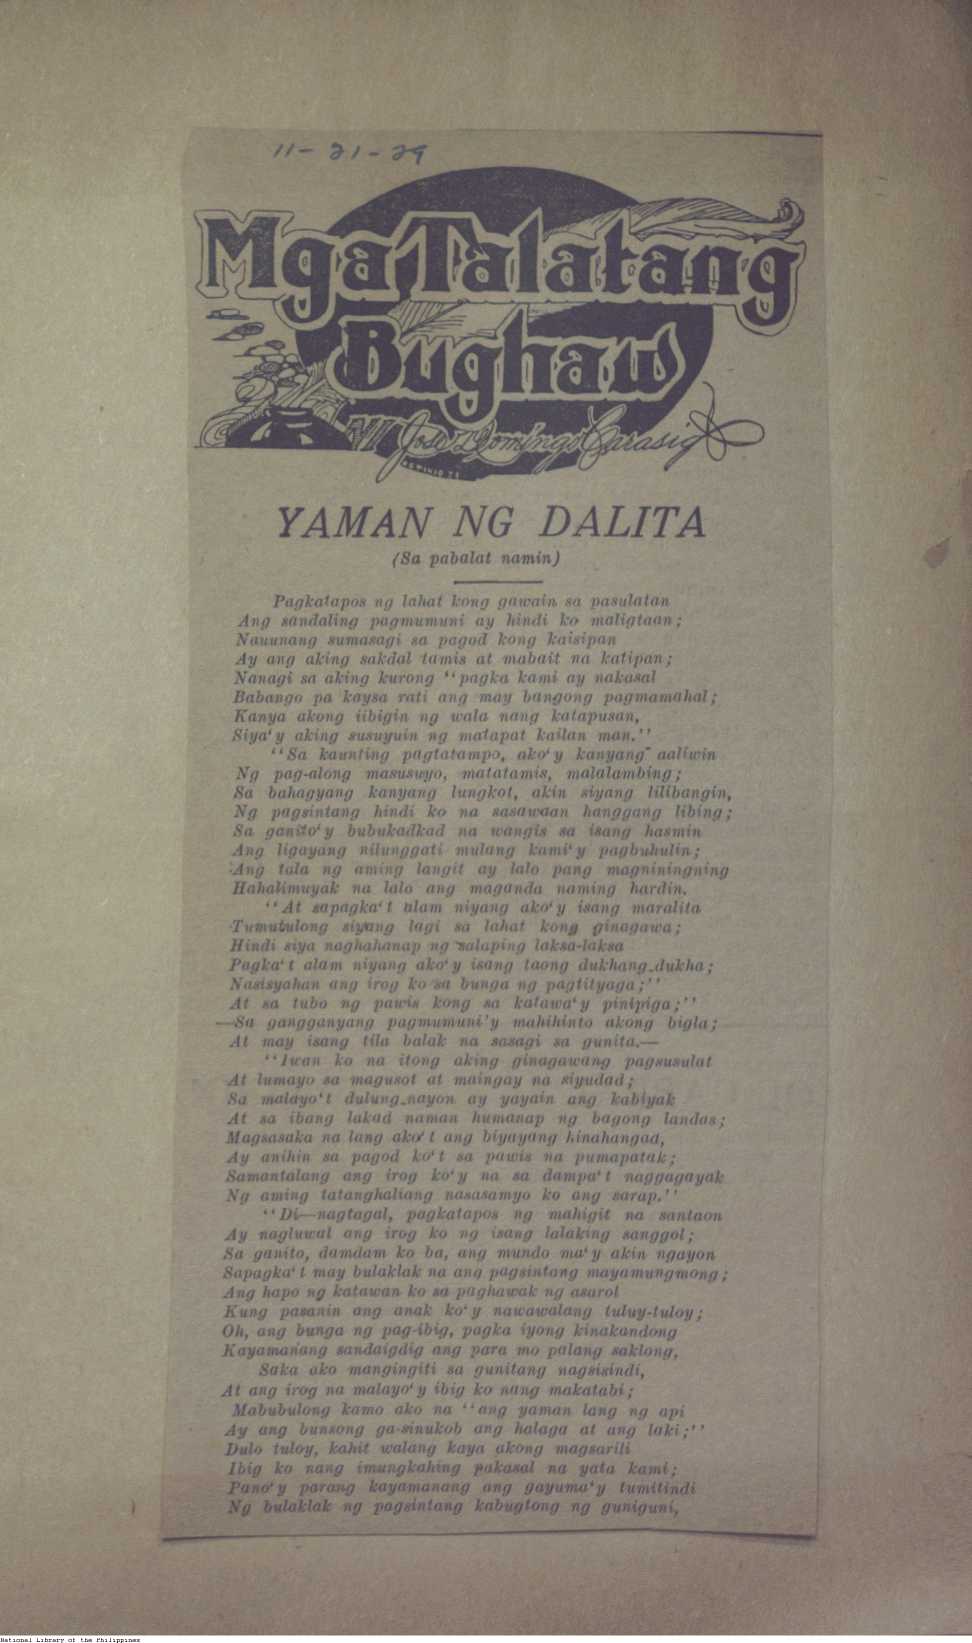 11-21-29
Mga Talatang
Bughaw
NI Jose Domingo Carasig
YAMAN NG DALITA
(Sa pabalat namin)
Pagkatapos ng lahat kong gawain sa pasulatan
Ang sandaling pagmumuni ay hindi ko maligtaan;
Nauunang sumasagi sa pagod kong kaisipan
Ay ang aking sakdal tamis at mabait na katipan;
Nanagi sa aking kurong "pagka kami ay nakasal
Babango pa kaysa rati ang may bangong pagmamahal;
Kanya akong iibigin ng wala nang katapusan,
Siya'y aking susuyuin ng matapat kailan man."
"Sa kaunting pagtatampo, ako'y kanyang aaliwin
Ng pag-along masusuyo, matatamis, malalambing;
Sa bahagyang kanyang lungkot, akin siyang lilibangin,
Ng pagsintang hindi ko na sasawaan hanggang libing;
Sa ganito'y bubukadkad na wangis sa isang hasmin
Ang ligayang nilunggati mulang kami'y pagbuhulin;
Ang tala ng aming langit ay lalo pang magniningning
Hahalimuyak na lalo ang maganda naming hardin.
"At sapagka't alam niyang ako'y isang maralita
Tumutulong siyang lagi sa lahat kong ginagawa;
Hindi siya naghahanap ng salaping laksa-laksa
Pagka't alam niyang ako'y isang taong dukhang-dukha;
Nasisyahan ang irog ko sa bunga ng pagtityaga;"
At sa tubo ng pawis kong sa katawa'y pinipiga;"
—Sa gangganyang pagmumuni'y mahihinto akong bigla;
At may isang tila balak na sasagi sa gunita.—
"Iwan ko na itong aking ginagawang pagsusulat
At lumayo sa magusot at maingay na siyudad;
Sa malayo't dulung-nayon ay yayain ang kabiyak
At sa ibang lakad naman humanap ng bagong landas;
Magsasaka na lang ako't ang biyayang hinahangad,
Ay anihin sa pagod ko't sa pawis na pumapatak;
Samantalang ang irog ko'y na sa dampa't naggagayak
Ng aming tatanghaliang nasasamyo ko ang sarap."
"Di—nagtagal, pagkatapos ng mahigit na santaon
Ay nagluwal ang irog ko ng isang lalaking sanggol;
Sa ganito, damdam ko ba, ang mundo ma'y akin ngayon
Sapagka't may bulaklak na ang pagsintang mayamungmong;
Ang hapo ng katawan ko sa paghawak ng asarol
Kung pasanin ang anak ko'y nawawalang tuluy-tuloy;
Oh, ang bunga ng pag-ibig, pagka iyong kinakandong
Kayamanang sandaigdig ang para mo palang saklong,
Saka ako mangingiti sa gunitang nagsisindi,
At ang irog na malayo'y ibig ko nang makatabi;
Mabubulong kamo ako na "ang yaman lang ng api
Ay ang bunsong ga-sinukob ang halaga at ang laki;"
Dulo tuloy, kahit walang kaya akong magsarili
Ibig ko nang imungkahing pakasal na yata kami;
Pano'y parang kayamanang ang gayuma'y tumitindi
Ng bulaklak ng pagsintang kabugtong ng guniguni,
National Library of the Philippines